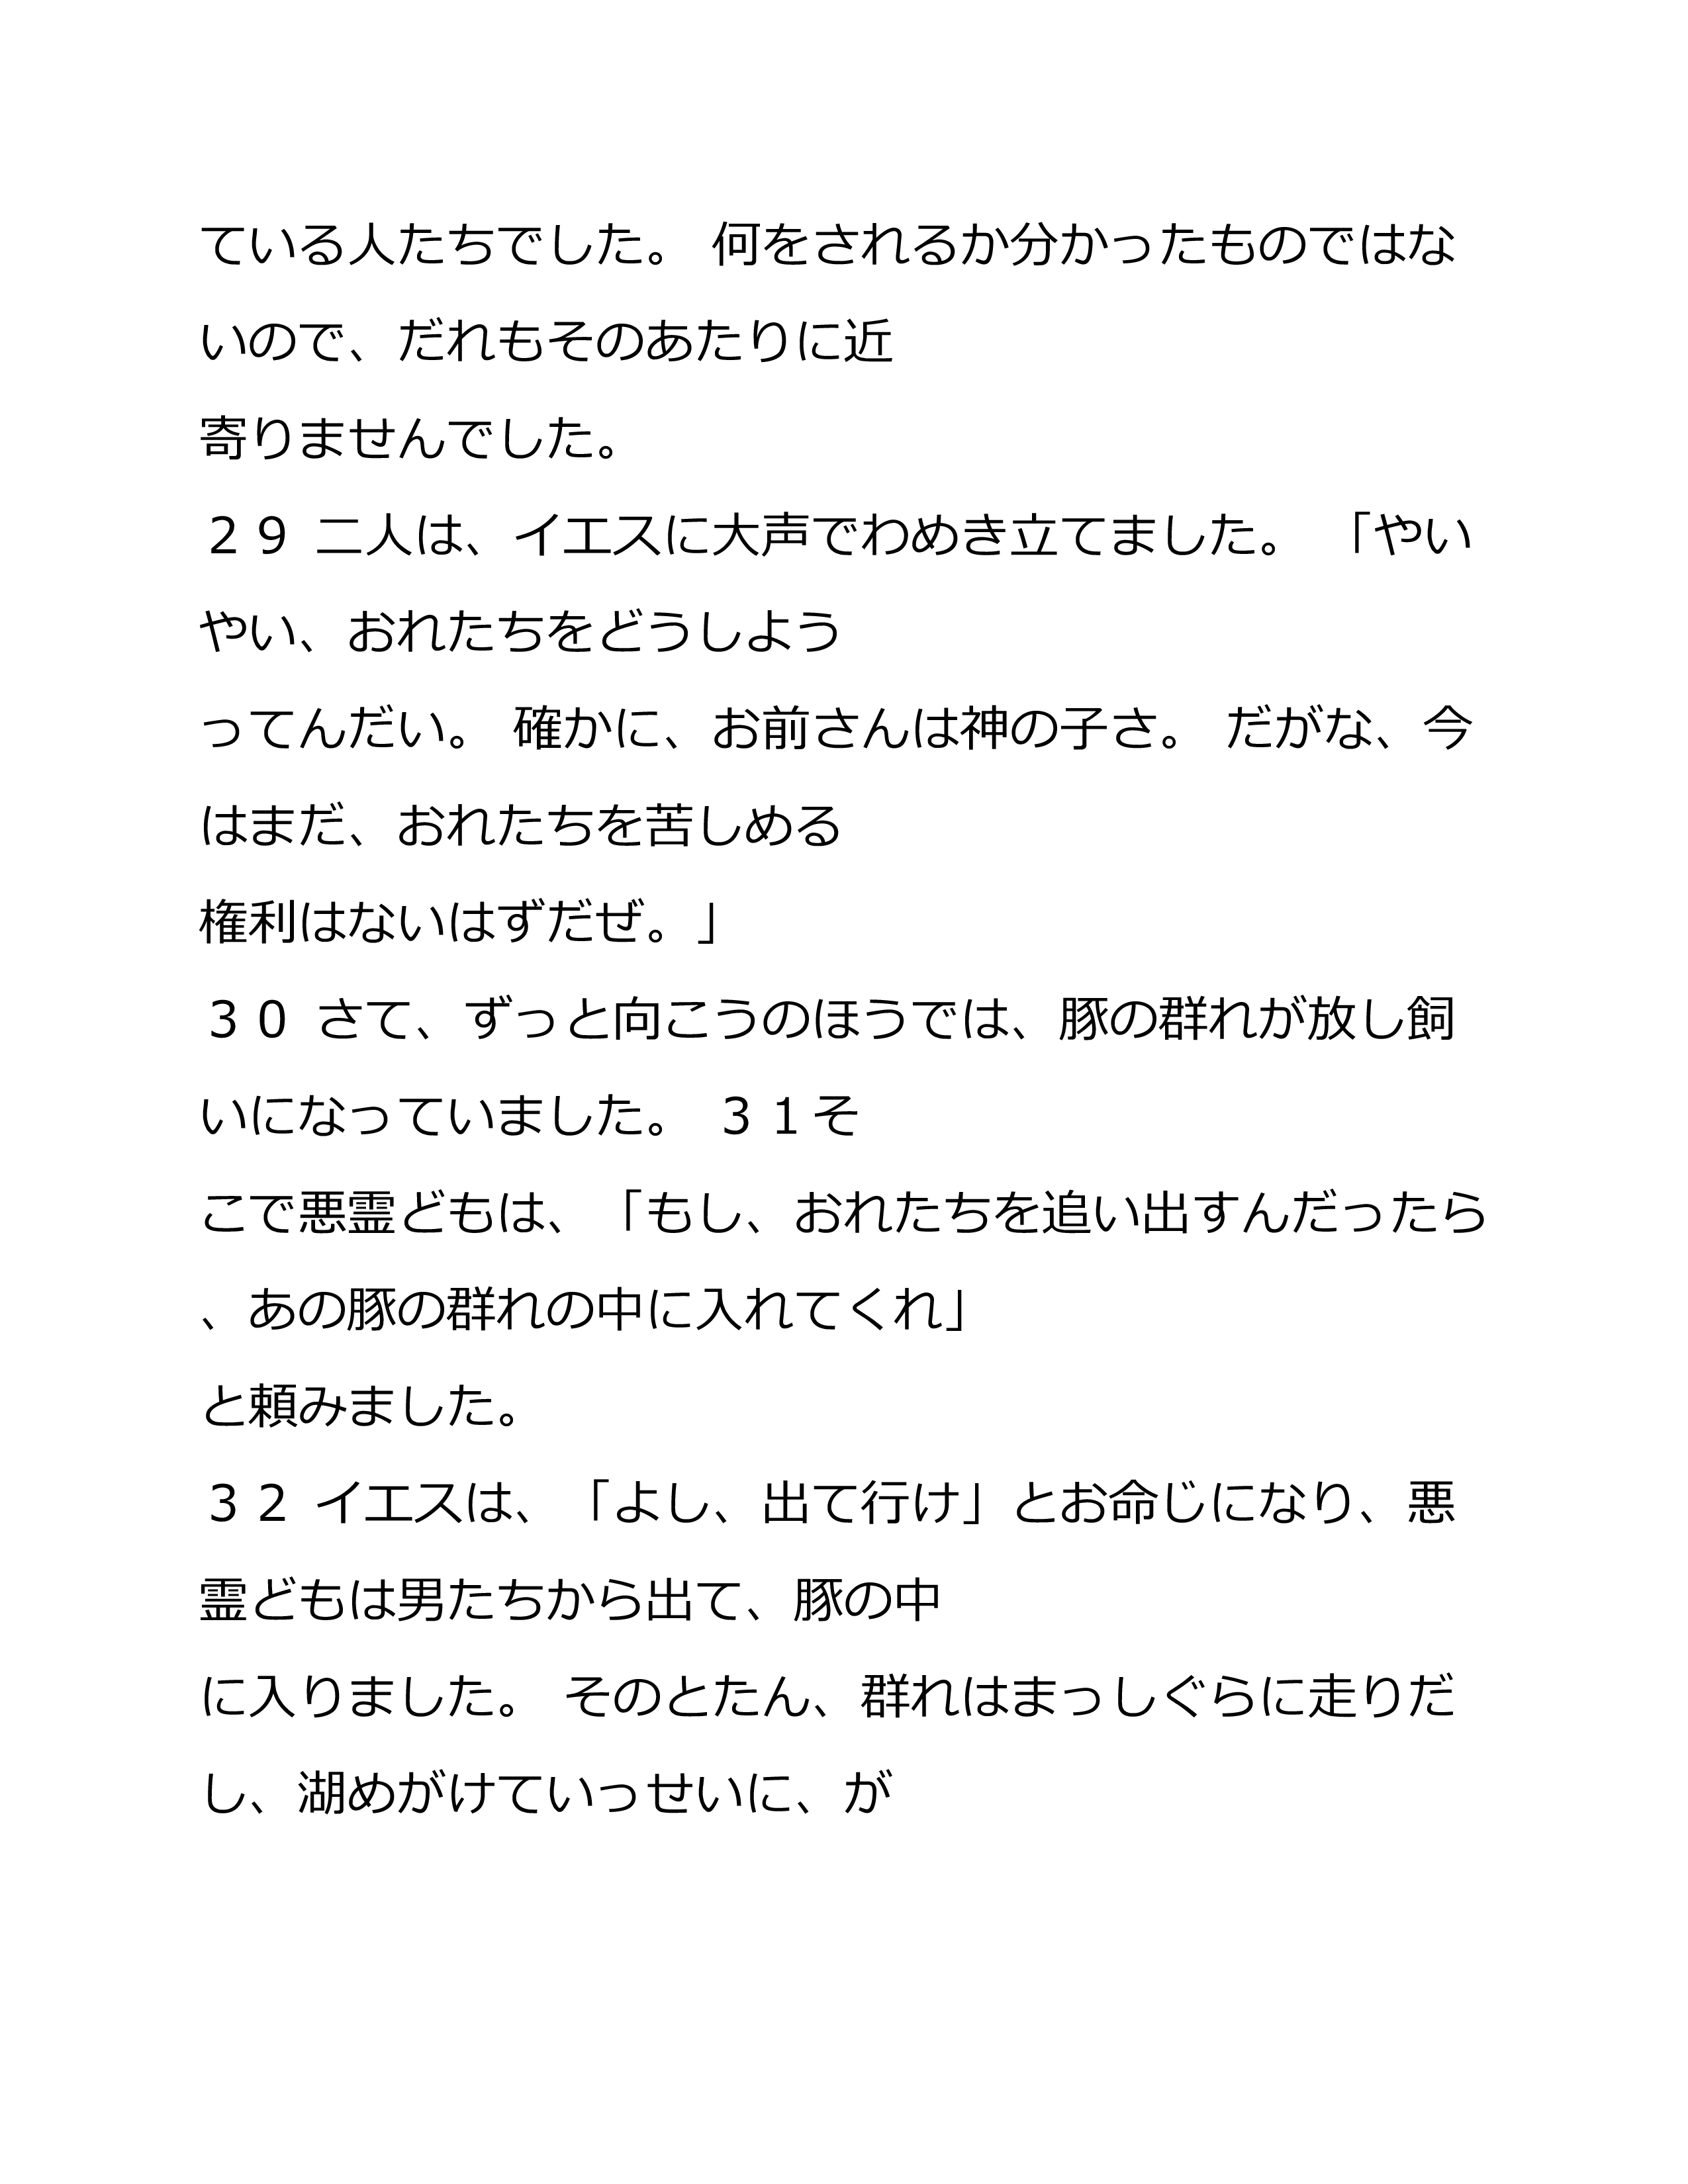 ている人たちでした。 何をされるか分かったものではな
いので、だれもそのあたりに近
寄りませんでした。
２９ 二人は、イエスに大声でわめき立てました。 「やい
やい、おれたちをどうしよう
ってんだい。 確かに、お前さんは神の子さ。 だがな、今
はまだ、おれたちを苦しめる
権利はないはずだぜ。」
３０ さて、ずっと向こうのほうでは、豚の群れが放し飼
いになっていました。 ３１そ
こで悪霊どもは、「もし、おれたちを追い出すんだったら
、あの豚の群れの中に入れてくれ」
と頼みました。
３２ イエスは、「よし、出て行け」とお命じになり、悪
霊どもは男たちから出て、豚の中
に入りました。 そのとたん、群れはまっしぐらに走りだ
し、湖めがけていっせいに、が